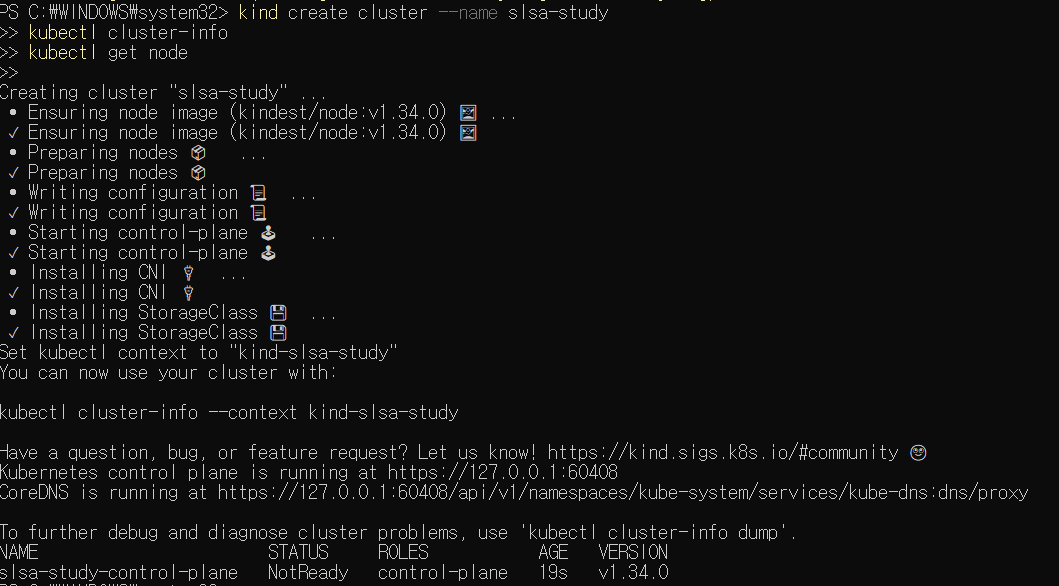 PS C:₩WINDOWS₩system32> kind create cluster --name slsa-study
>> kubectl cluster-info
>> kubectl get node
>>
Creating cluster "slsa-study" ...
• Ensuring node image (kindest/node:v1.34.0) 🖼 ...
✓ Ensuring node image (kindest/node:v1.34.0) 🖼
• Preparing nodes 📦 ...
✓ Preparing nodes 📦
• Writing configuration 📜 ...
✓ Writing configuration 📜
• Starting control-plane 🕹 ...
✓ Starting control-plane 🕹
• Installing CNI 🔌 ...
✓ Installing CNI 🔌
• Installing StorageClass 💾 ...
✓ Installing StorageClass 💾
Set kubectl context to "kind-slsa-study"
You can now use your cluster with:

kubectl cluster-info --context kind-slsa-study

Have a question, bug, or feature request? Let us know! https://kind.sigs.k8s.io/#community 🙂
Kubernetes control plane is running at https://127.0.0.1:60408
CoreDNS is running at https://127.0.0.1:60408/api/v1/namespaces/kube-system/services/kube-dns:dns/proxy

To further debug and diagnose cluster problems, use 'kubectl cluster-info dump'.
NAME STATUS ROLES AGE VERSION
slsa-study-control-plane NotReady control-plane 19s v1.34.0